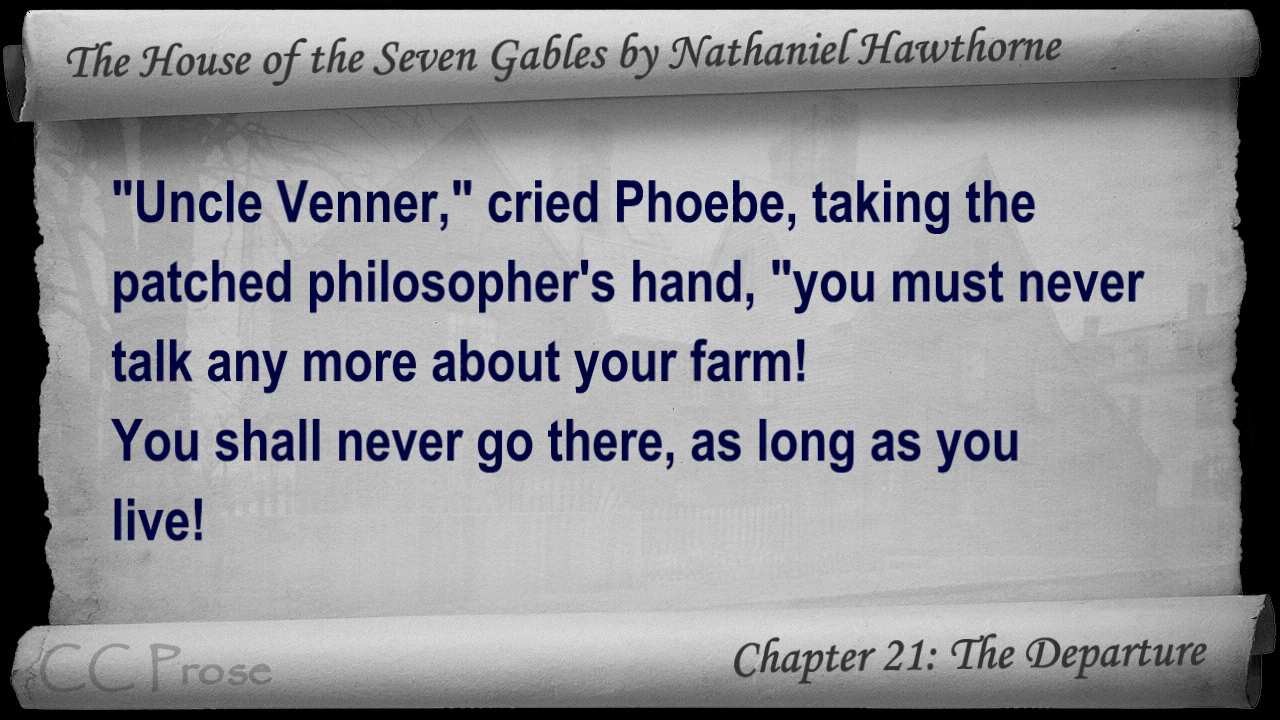 The House of the Seven Gables by Nathaniel Hawthorne
"Uncle Venner," cried Phoebe, taking the
patched philosopher's hand, "you must never
talk any more about your farm!
You shall never go there, as long as you
live!
CC Prose
Chapter 21: The Departure